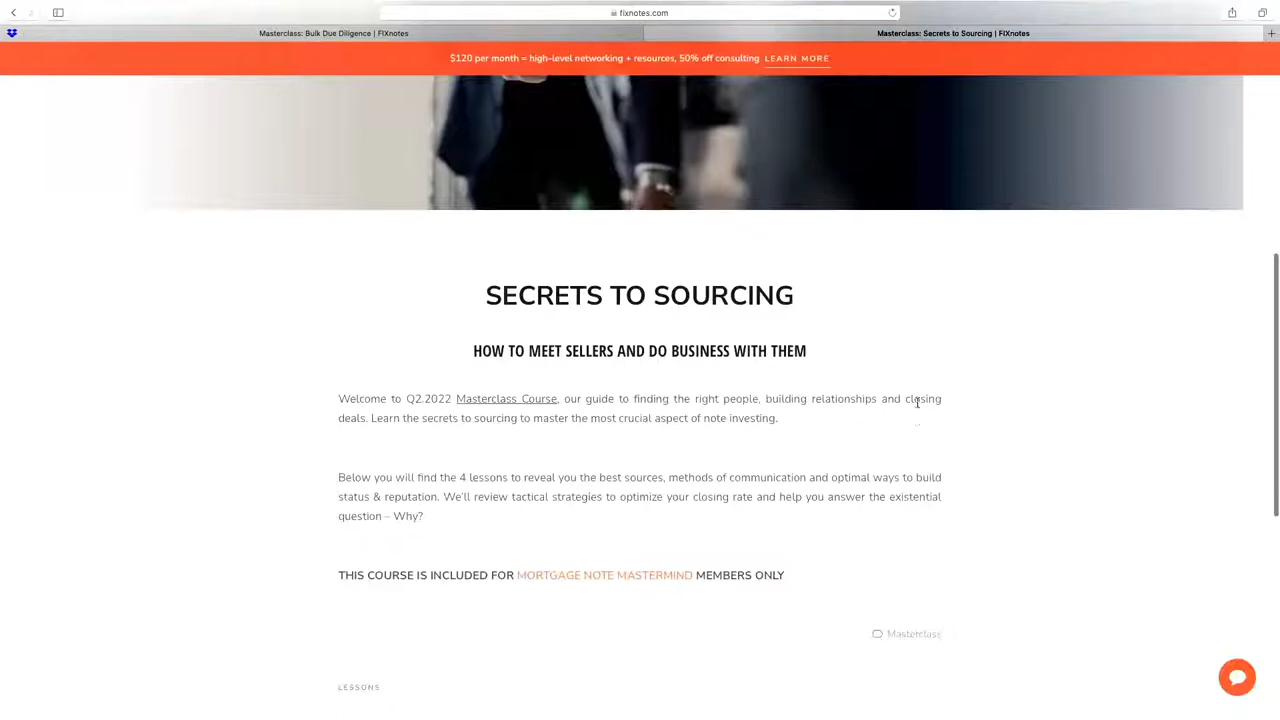 fixnotes.com
Masterclass: Bulk Due Diligence | FIXnotes
Masterclass: Secrets to Sourcing | FIXnotes
$120 per month = high-level networking + resources, 50% off consulting LEARN MORE
SECRETS TO SOURCING
HOW TO MEET SELLERS AND DO BUSINESS WITH THEM
Welcome to Q2.2022 Masterclass Course, our guide to finding the right people, building relationships and closing
deals. Learn the secrets to sourcing to master the most crucial aspect of note investing.
Below you will find the 4 lessons to reveal you the best sources, methods of communication and optimal ways to build
status & reputation. We'll review tactical strategies to optimize your closing rate and help you answer the existential
question – Why?
THIS COURSE IS INCLUDED FOR MORTGAGE NOTE MASTERMIND MEMBERS ONLY
Masterclass
LESSONS